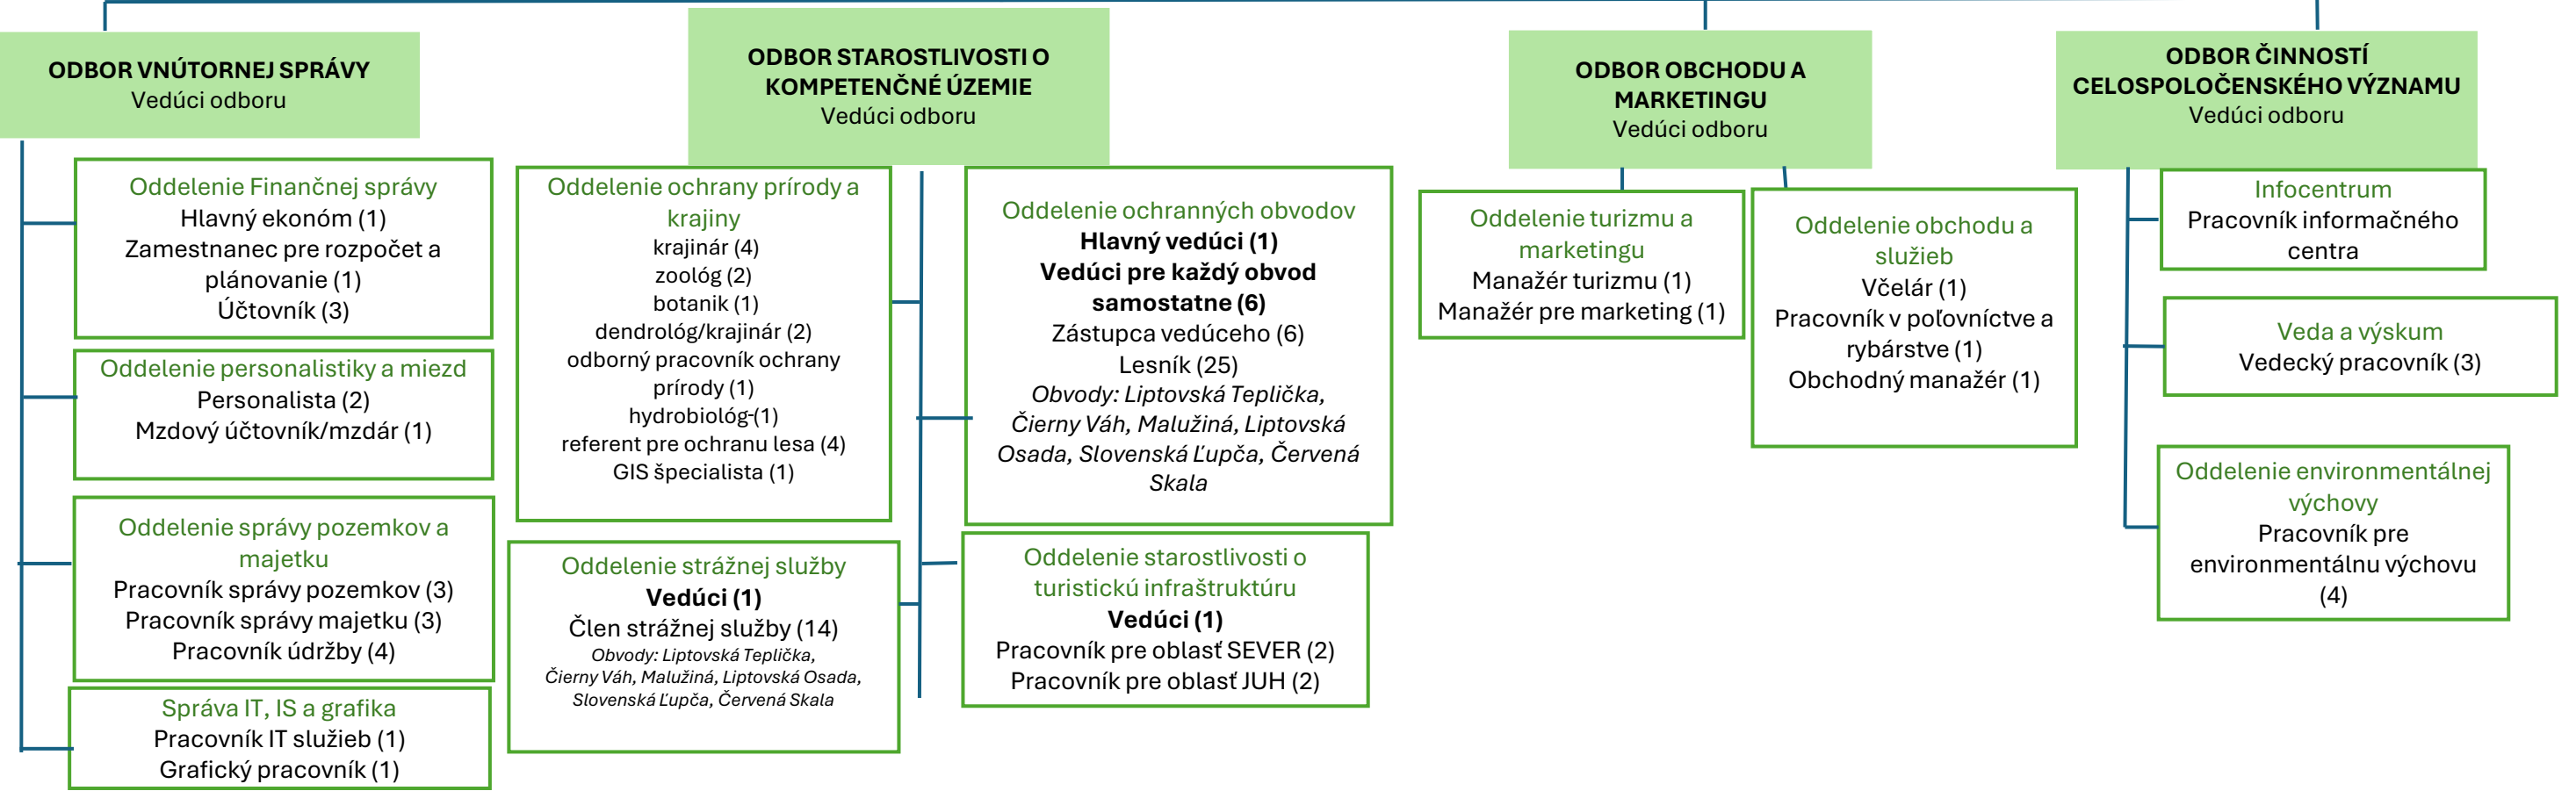 ODBOR VNÚTORNEJ SPRÁVY
Vedúci odboru
Oddelenie Finančnej správy
Hlavný ekonóm (1)
Zamestnanec pre rozpočet a
plánovanie (1)
Účtovník (3)
Oddelenie personalistiky a miezd
Personalista (2)
Mzdový účtovník/mzdár (1)
Oddelenie správy pozemkov a
majetku
Pracovník správy pozemkov (3)
Pracovník správy majetku (3)
Pracovník údržby (4)
Správa IT, IS a grafika
Pracovník IT služieb (1)
Grafický pracovník (1)
ODBOR STAROSTLIVOSTI O
KOMPETENČNÉ ÚZEMIE
Vedúci odboru
Oddelenie ochrany prírody a
krajiny
krajinár (4)
zoológ (2)
botanik (1)
dendrológ/krajinár (2)
odborný pracovník ochrany
prírody (1)
hydrobiológ-(1)
referent pre ochranu lesa (4)
GIS špecialista (1)
Oddelenie strážnej služby
Vedúci (1)
Člen strážnej služby (14)
Obvody: Liptovská Teplička,
Čierny Váh, Malužiná, Liptovská Osada,
Slovenská Ľupča, Červená Skala
Oddelenie ochranných obvodov
Hlavný vedúci (1)
Vedúci pre každý obvod
samostatne (6)
Zástupca vedúceho (6)
Lesník (25)
Obvody: Liptovská Teplička,
Čierny Váh, Malužiná, Liptovská
Osada, Slovenská Ľupča, Červená
Skala
Oddelenie starostlivosti o
turistickú infraštruktúru
Vedúci (1)
Pracovník pre oblasť SEVER (2)
Pracovník pre oblasť JUH (2)
ODBOR OBCHODU A
MARKETINGU
Vedúci odboru
Oddelenie turizmu a
marketingu
Manažér turizmu (1)
Manažér pre marketing (1)
Oddelenie obchodu a
služieb
Včelár (1)
Pracovník v poľovníctve a
rybárstve (1)
Obchodný manažér (1)
ODBOR ČINNOSTÍ
CELOSPOLOČENSKÉHO VÝZNAMU
Vedúci odboru
Infocentrum
Pracovník informačného
centra
Veda a výskum
Vedecký pracovník (3)
Oddelenie environmentálnej
výchovy
Pracovník pre
environmentálnu výchovu
(4)